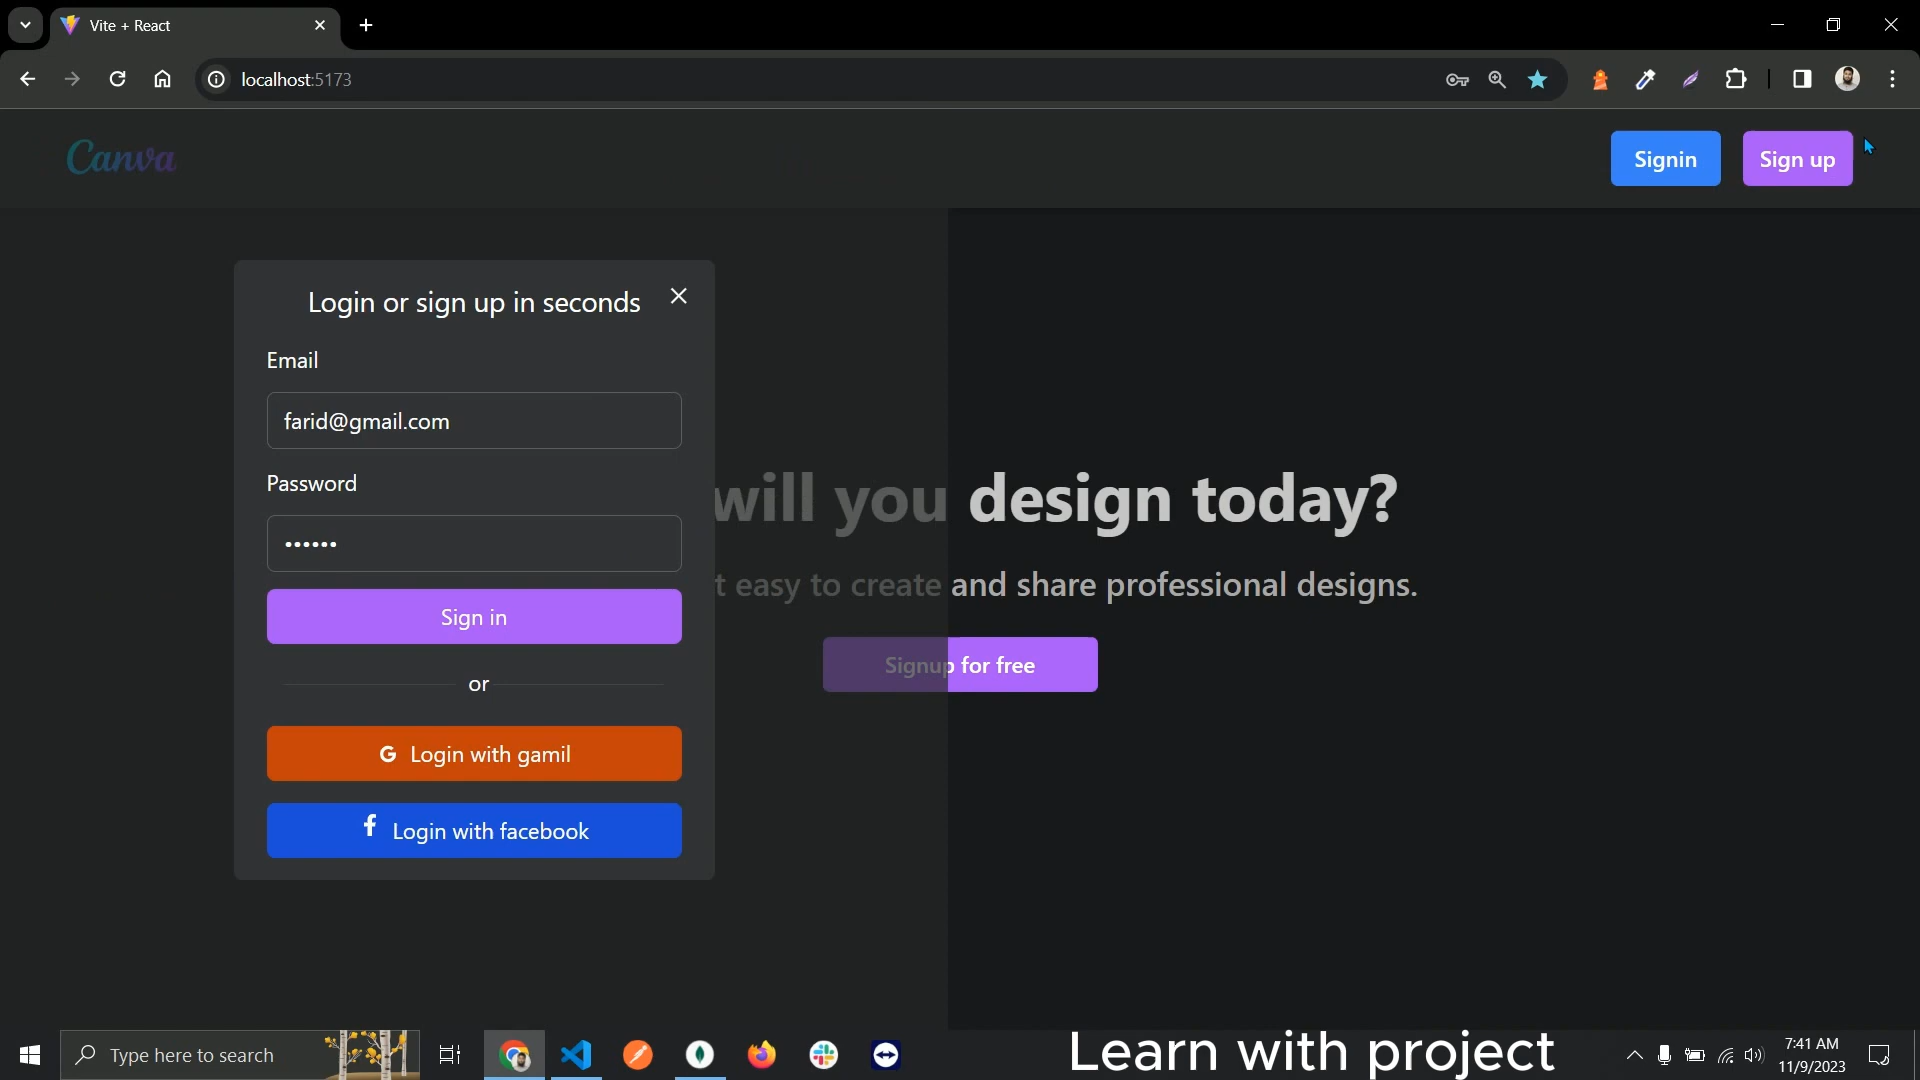 Vite + React
localhost:5173
Canva
Signin
Sign up
Login or sign up in seconds
Email
farid@gmail.com
Password
••••••
Sign in
or
G Login with gamil
f Login with facebook
will you design today?
t easy to create and share professional designs.
Signup for free
Type here to search
Learn with project
7:41 AM
11/9/2023